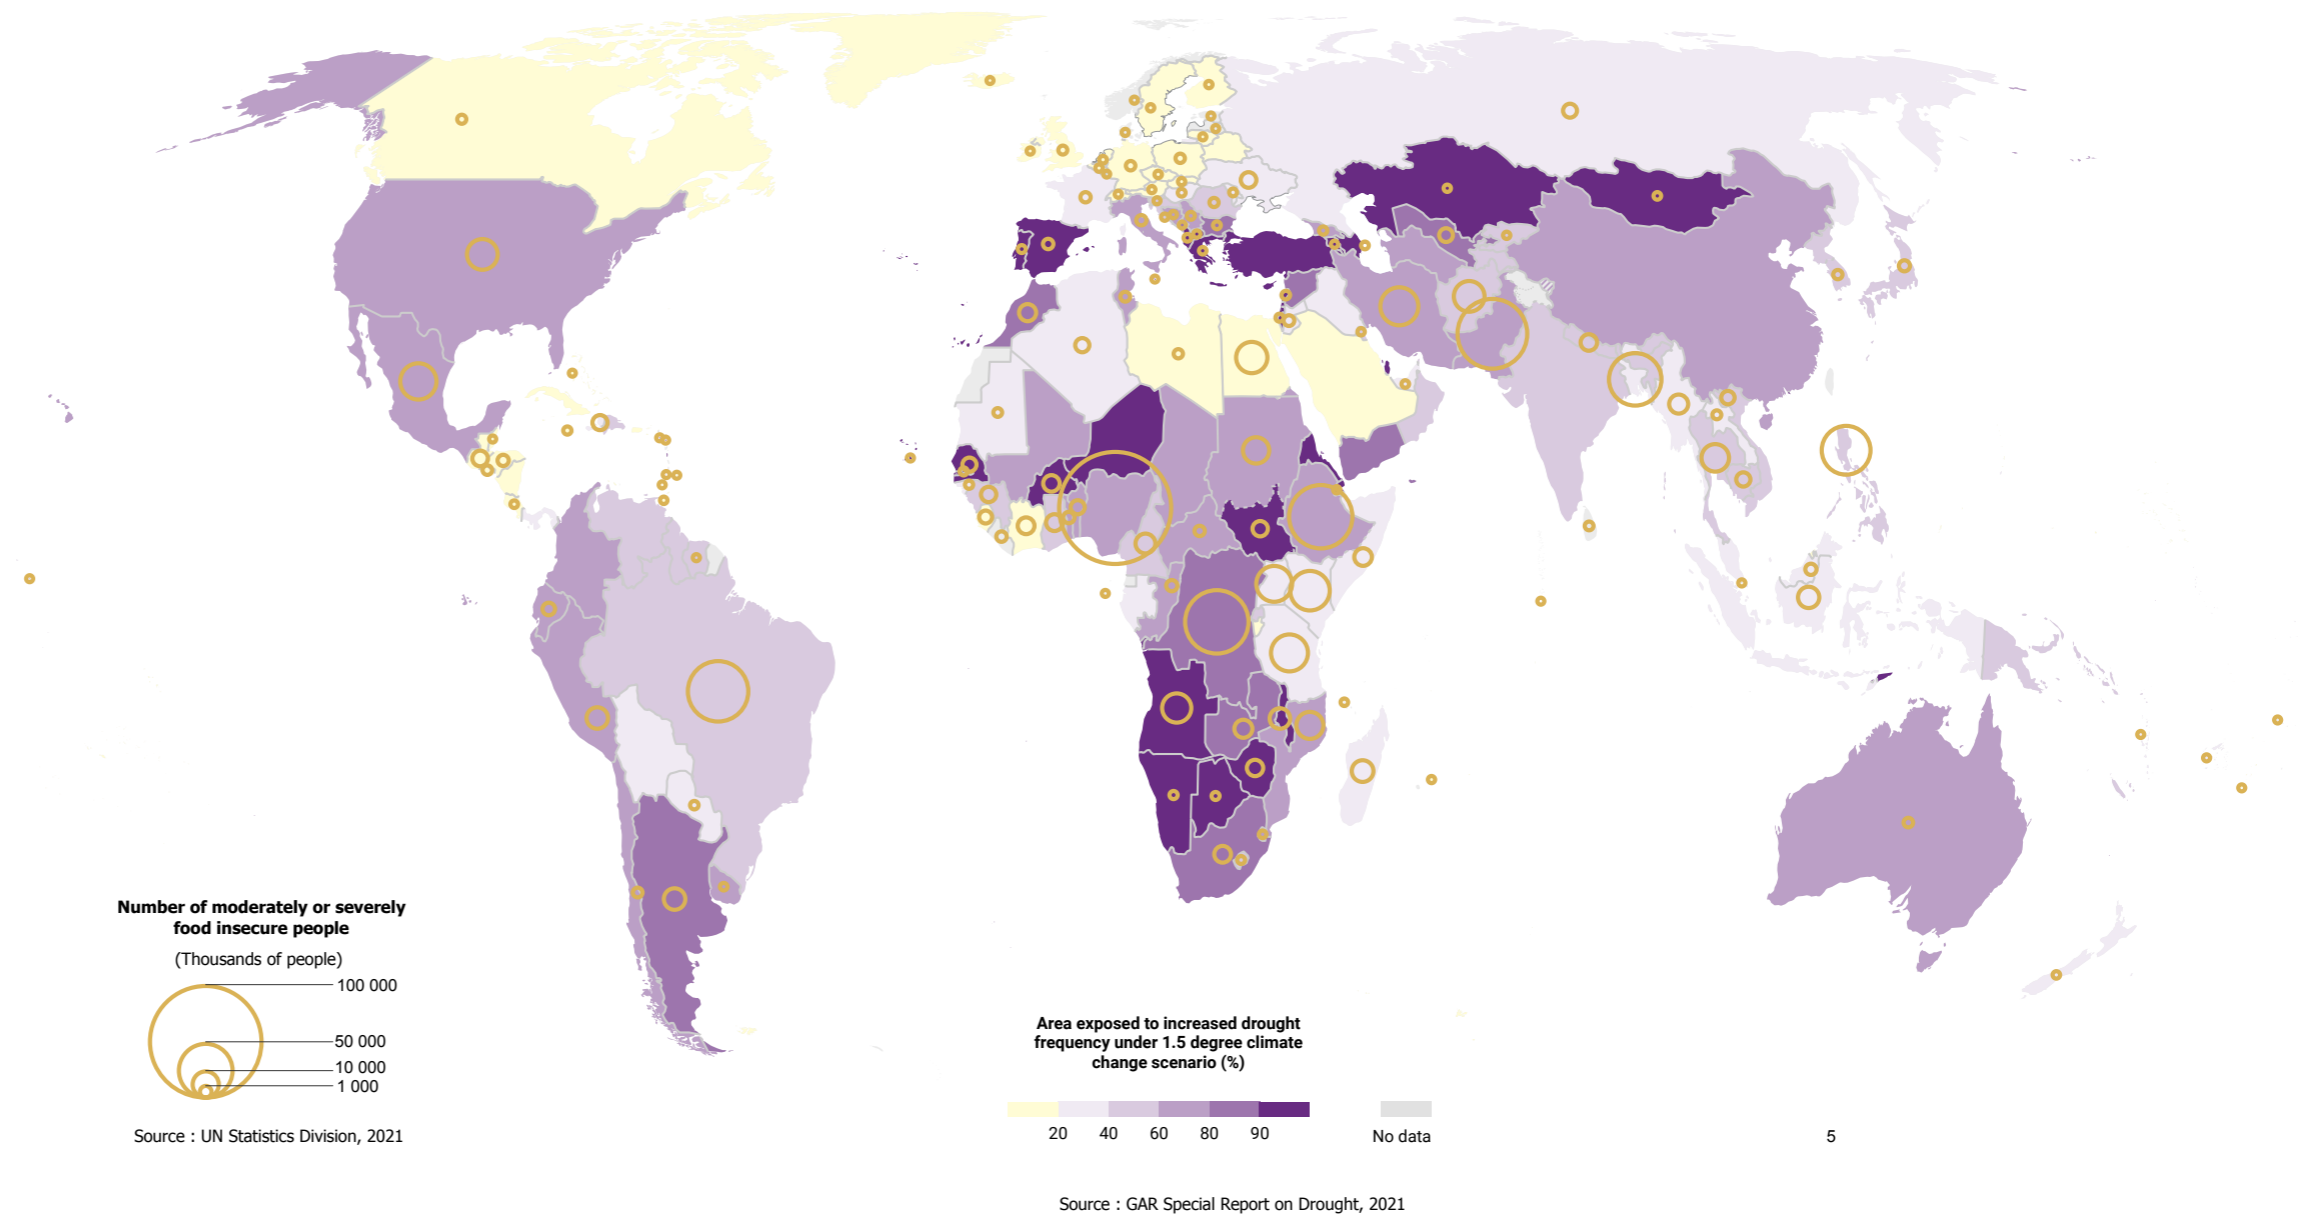 Number of moderately or severely
food insecure people
(Thousands of people)
100 000
50 000
10 000
1 000
Source : UN Statistics Division, 2021
Area exposed to increased drought
frequency under 1.5 degree climate
change scenario (%)
20 40 60 80 90
No data
5
Source : GAR Special Report on Drought, 2021